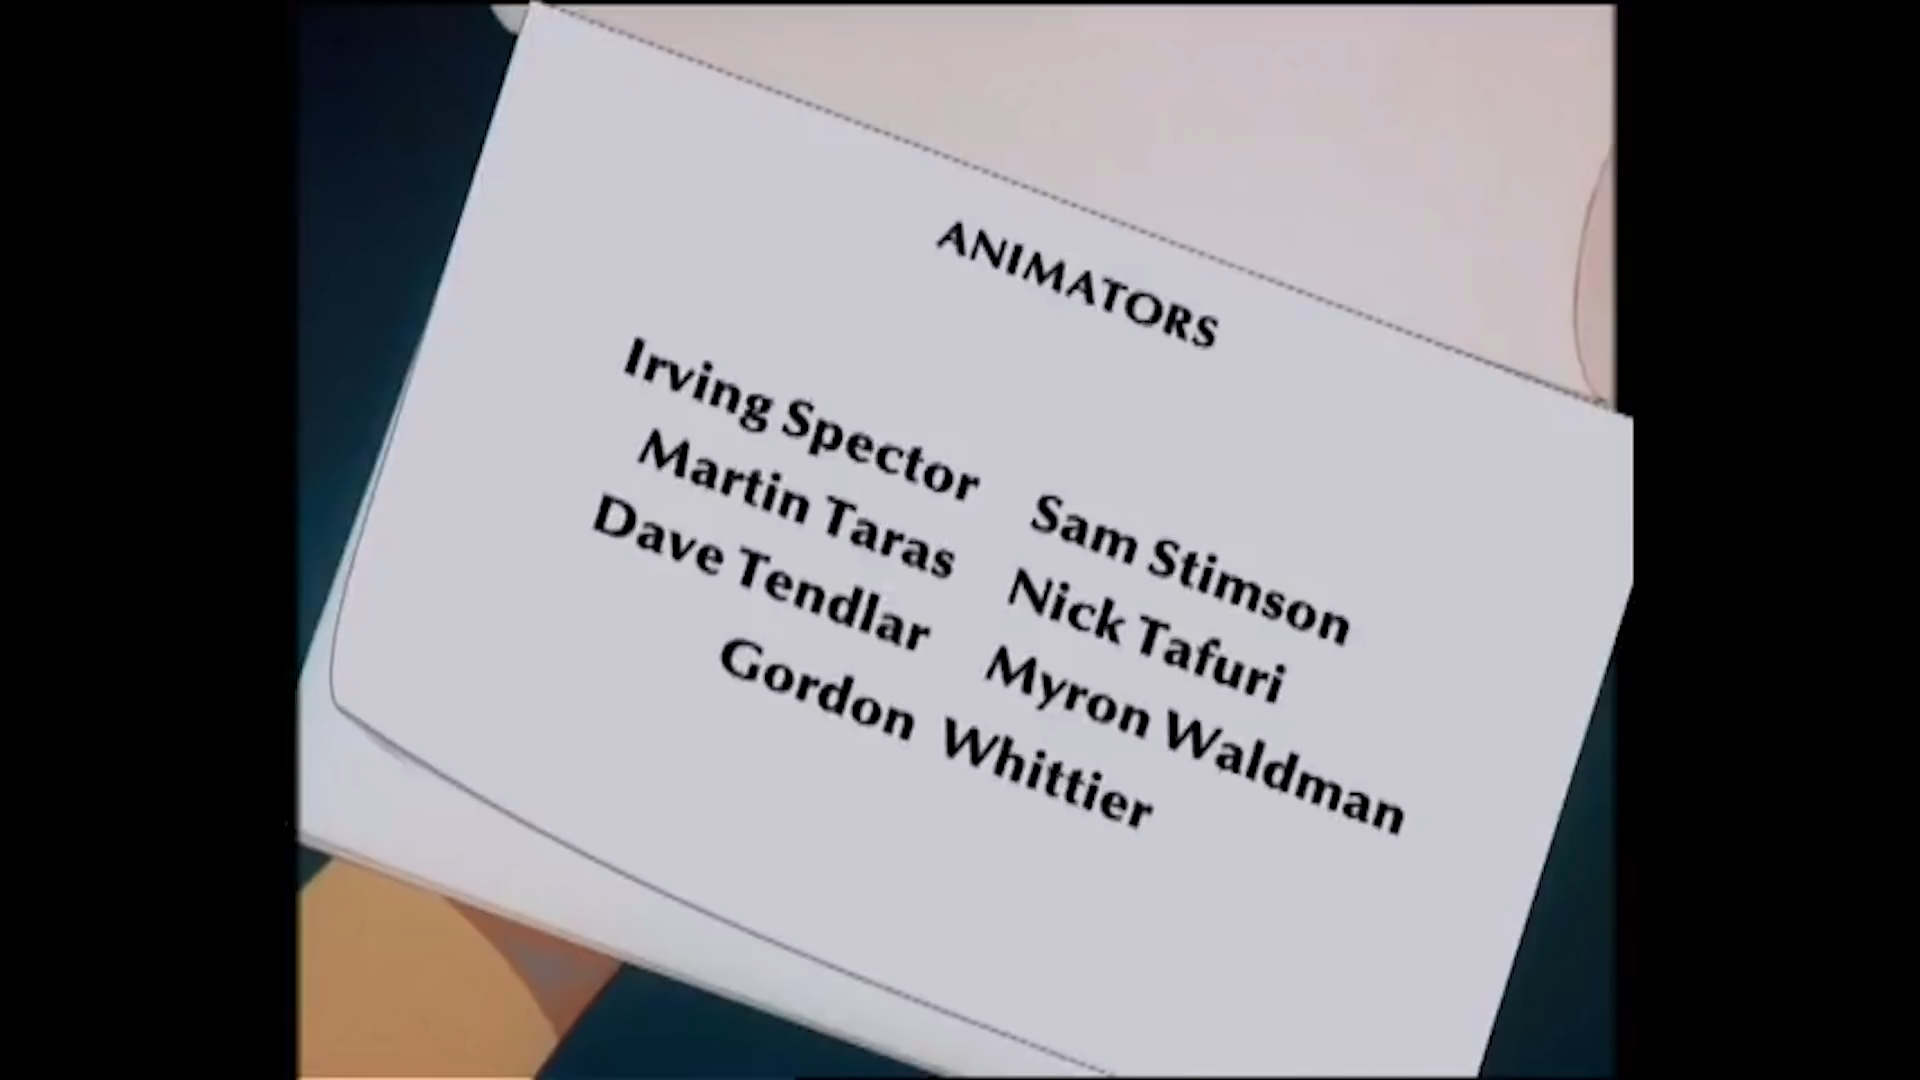 ANIMATORS
Irving Spector Sam Stimson
Martin Taras Nick Tafuri
Dave Tendlar Myron Waldman
Gordon Whittier